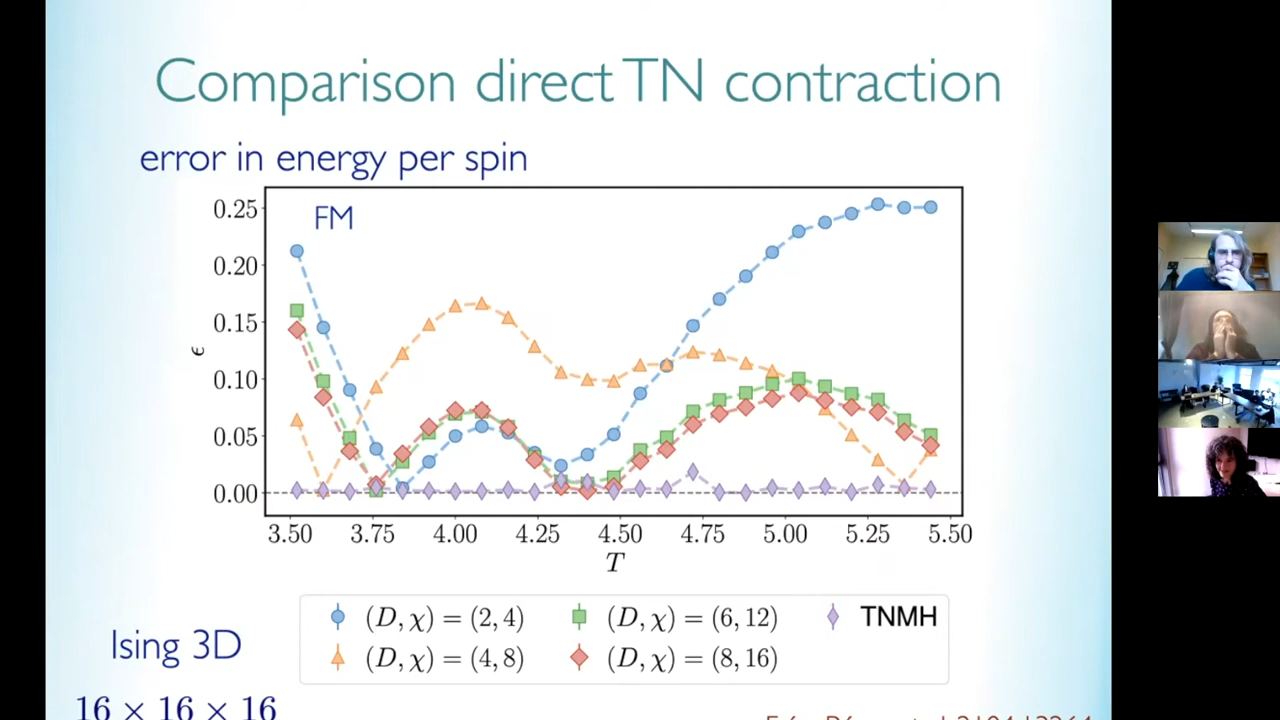 Comparison direct TN contraction
error in energy per spin
FM
0.25
0.20
0.15
0.10
0.05
0.00
ϵ
3.50 3.75 4.00 4.25 4.50 4.75 5.00 5.25 5.50
T
(D, χ) = (2, 4) (D, χ) = (6, 12) TNMH
(D, χ) = (4, 8) (D, χ) = (8, 16)
Ising 3D
16 × 16 × 16